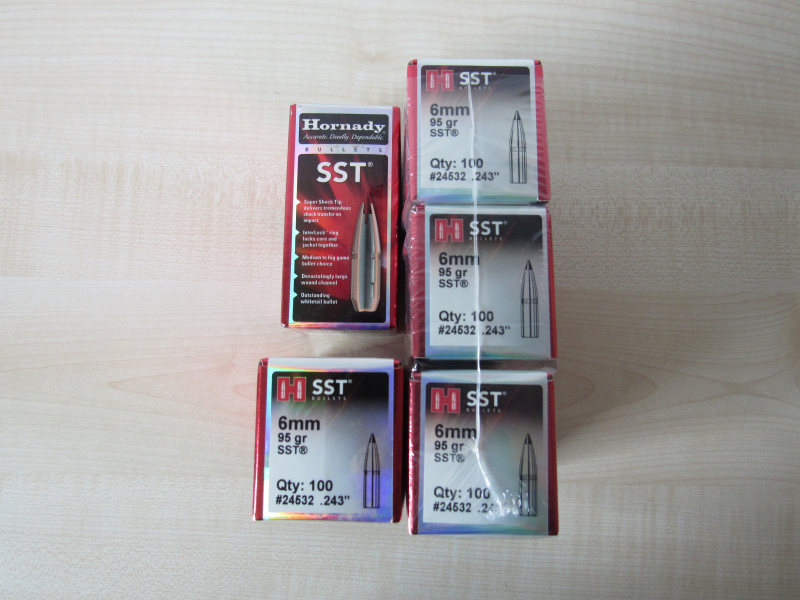 Hornady
Accurate. Deadly. Dependable.
BULLETS
SST®
Super Shock Tip
delivers tremendous
shock transfer on
impact
InterLock™ ring
locks core and
jacket together
Medium to big game
bullet choice
Devastatingly large
wound channel
Outstanding
whitetail bullet
H SST®
BULLETS
6mm
95 gr
SST®
Qty: 100
#24532 .243"
H SST®
BULLETS
6mm
95 gr
SST®
Qty: 100
#24532 .243"
H SST®
BULLETS
6mm
95 gr
SST®
Qty: 100
#24532 .243"
H SST®
BULLETS
6mm
95 gr
SST®
Qty: 100
#24532 .243"